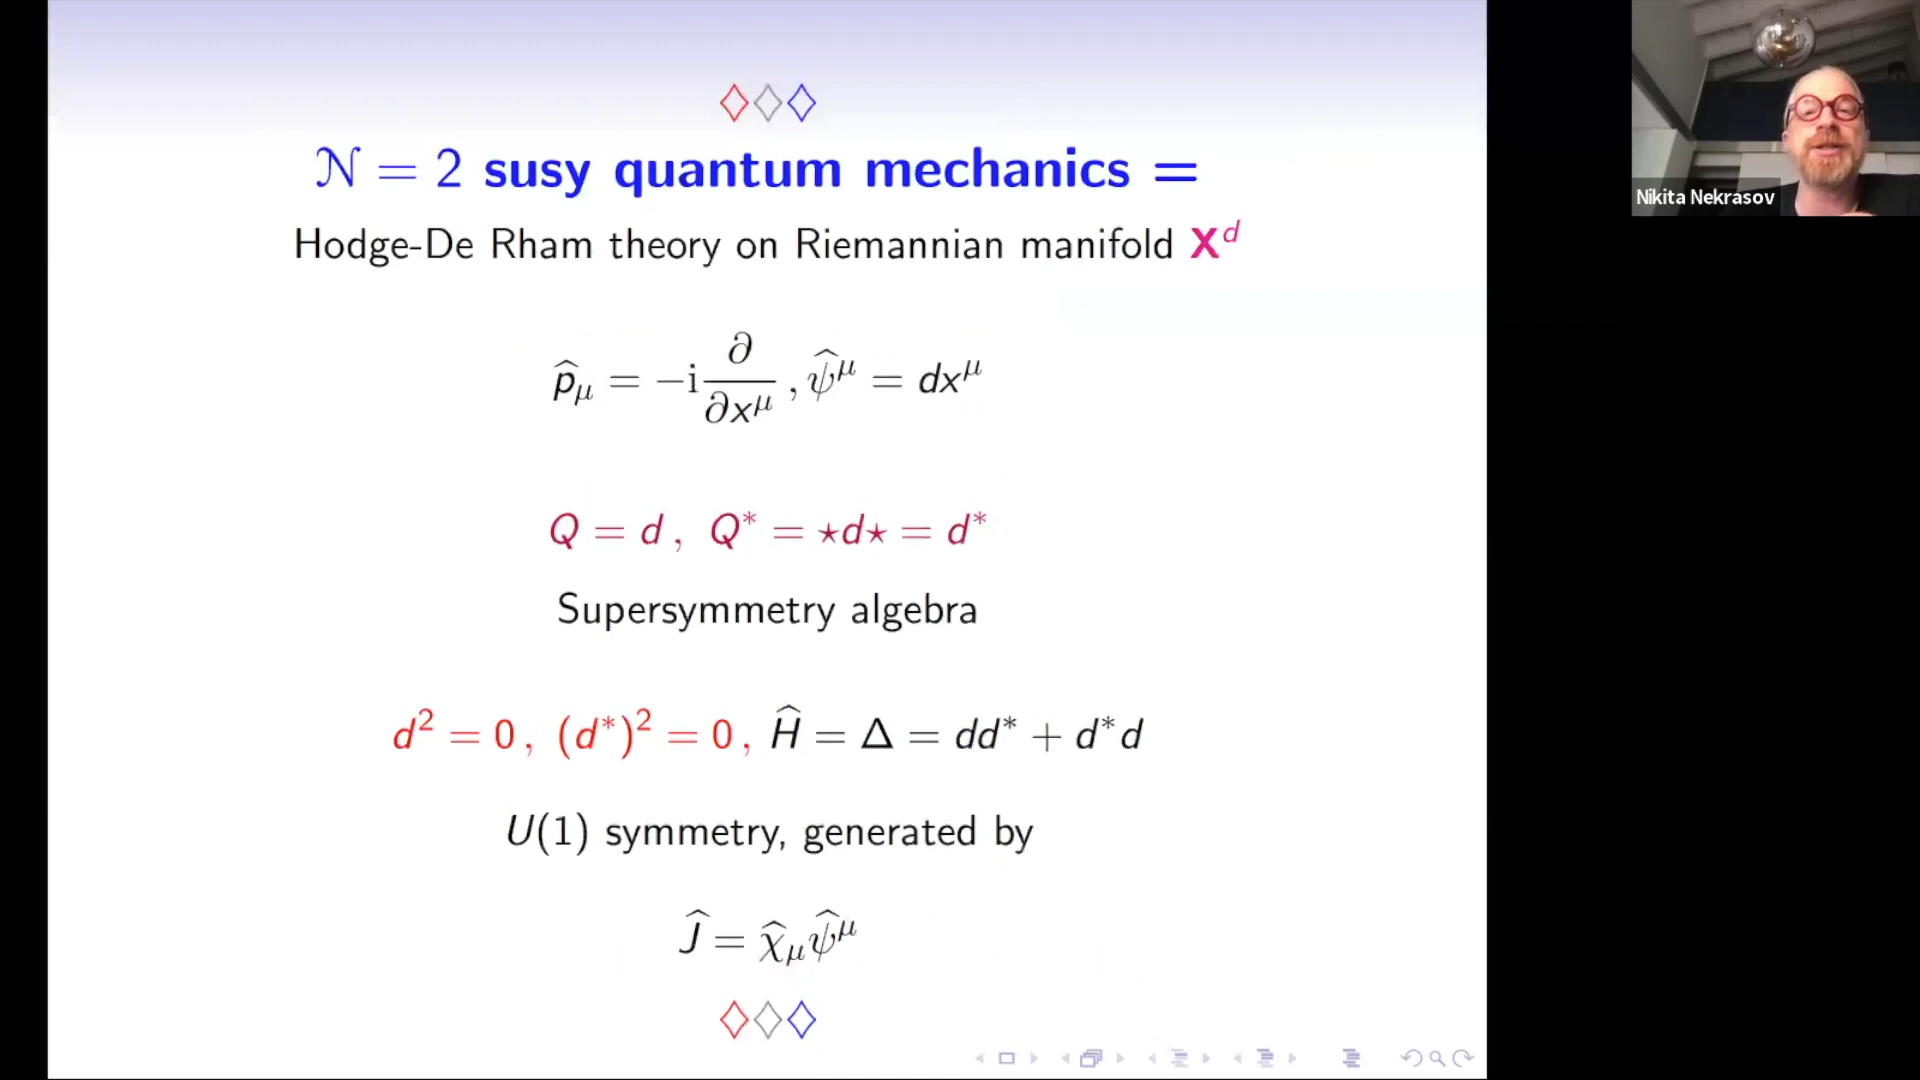 𝒩 = 2 susy quantum mechanics =
Hodge-De Rham theory on Riemannian manifold X^d
p̂_μ = −i ∂/∂x^μ , ψ̂^μ = dx^μ
Q = d , Q* = ⋆d⋆ = d*
Supersymmetry algebra
d² = 0 , (d*)² = 0 , Ĥ = Δ = dd* + d*d
U(1) symmetry, generated by
Ĵ = χ̂_μ ψ̂^μ
Nikita Nekrasov